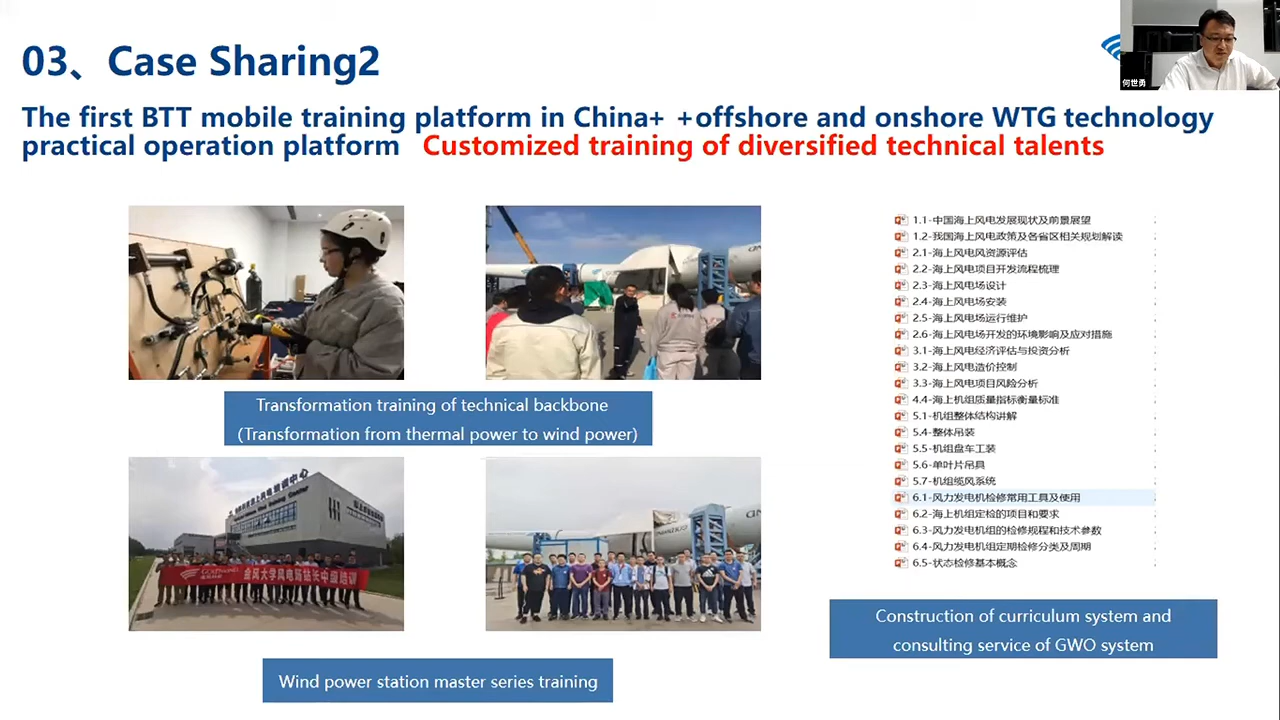 03、Case Sharing2
何世勇
The first BTT mobile training platform in China+ +offshore and onshore WTG technology
practical operation platform Customized training of diversified technical talents
Transformation training of technical backbone
(Transformation from thermal power to wind power)
金风大学风电场站长中级培训
Wind power station master series training
1.1-中国海上风电发展现状及前景展望
1.2-我国海上风电政策及各省区相关规划解读
2.1-海上风电风资源评估
2.2-海上风电项目开发流程梳理
2.3-海上风电场设计
2.4-海上风电场安装
2.5-海上风电场运行维护
2.6-海上风电场开发的环境影响及应对措施
3.1-海上风电经济评估与投资分析
3.2-海上风电造价控制
3.3-海上风电项目风险分析
4.4-海上机组质量指标衡量标准
5.1-机组整体结构讲解
5.4-整体吊装
5.5-机组盘车工装
5.6-单叶片吊具
5.7-机组缆风系统
6.1-风力发电机检修常用工具及使用
6.2-海上机组定检的项目和要求
6.3-风力发电机组的检修规程和技术参数
6.4-风力发电机组定期检修分类及周期
6.5-状态检修基本概念
Construction of curriculum system and
consulting service of GWO system